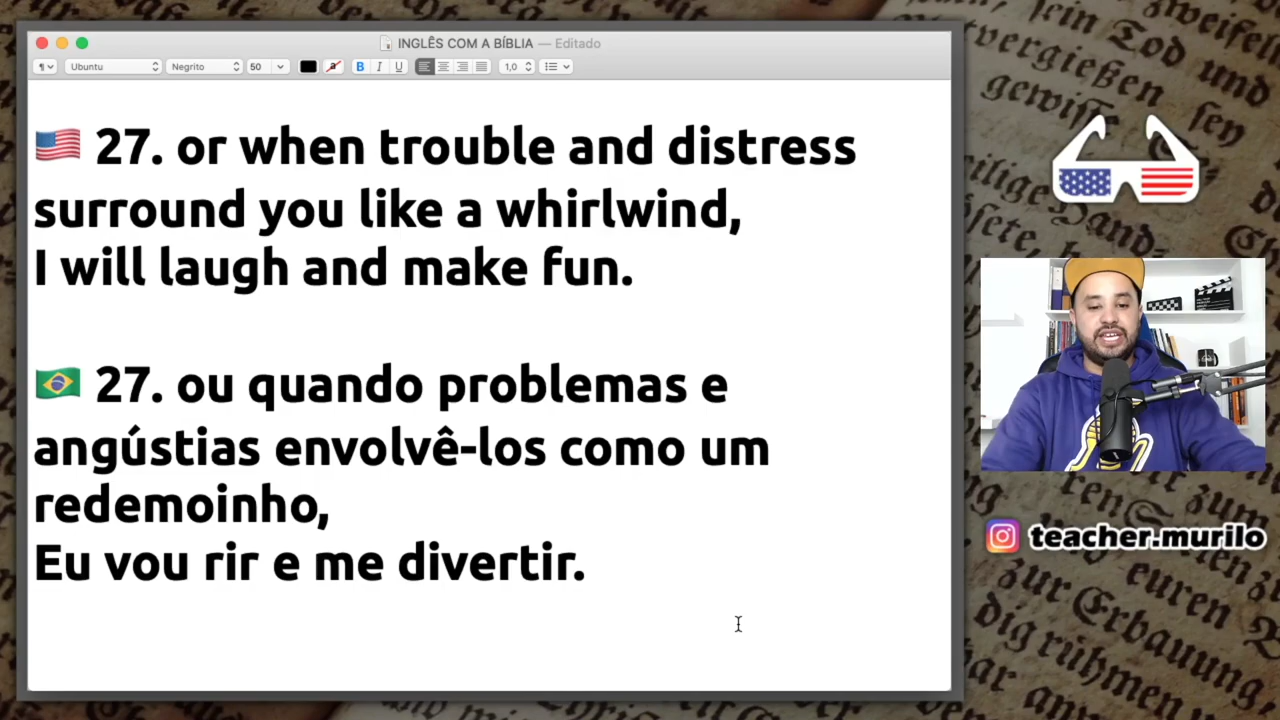 INGLÊS COM A BÍBLIA — Editado
Ubuntu Negrito 50 B I U 1,0
27. or when trouble and distress
surround you like a whirlwind,
I will laugh and make fun.
27. ou quando problemas e
angústias envolvê-los como um
redemoinho,
Eu vou rir e me divertir.
teacher.murilo